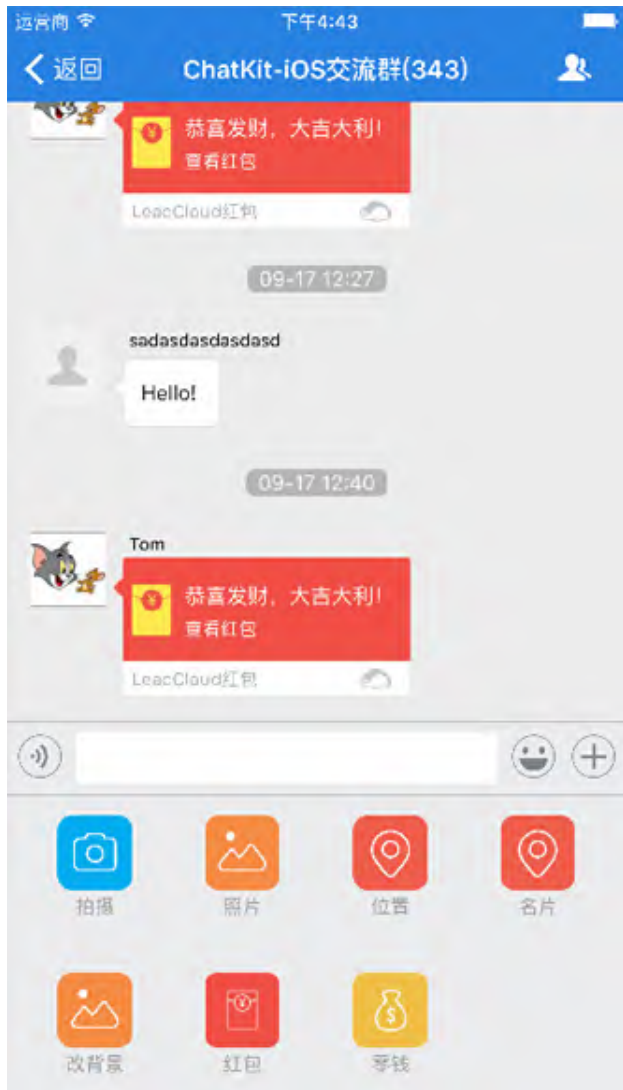 运营商
下午4:43
返回
ChatKit-iOS交流群(343)
恭喜发财，大吉大利!
查看红包
LeacCloud红包
09-17 12:27
sadasdasdasdasd
Hello!
09-17 12:40
Tom
恭喜发财，大吉大利!
查看红包
LeacCloud红包
拍摄
照片
位置
名片
改背景
红包
零钱